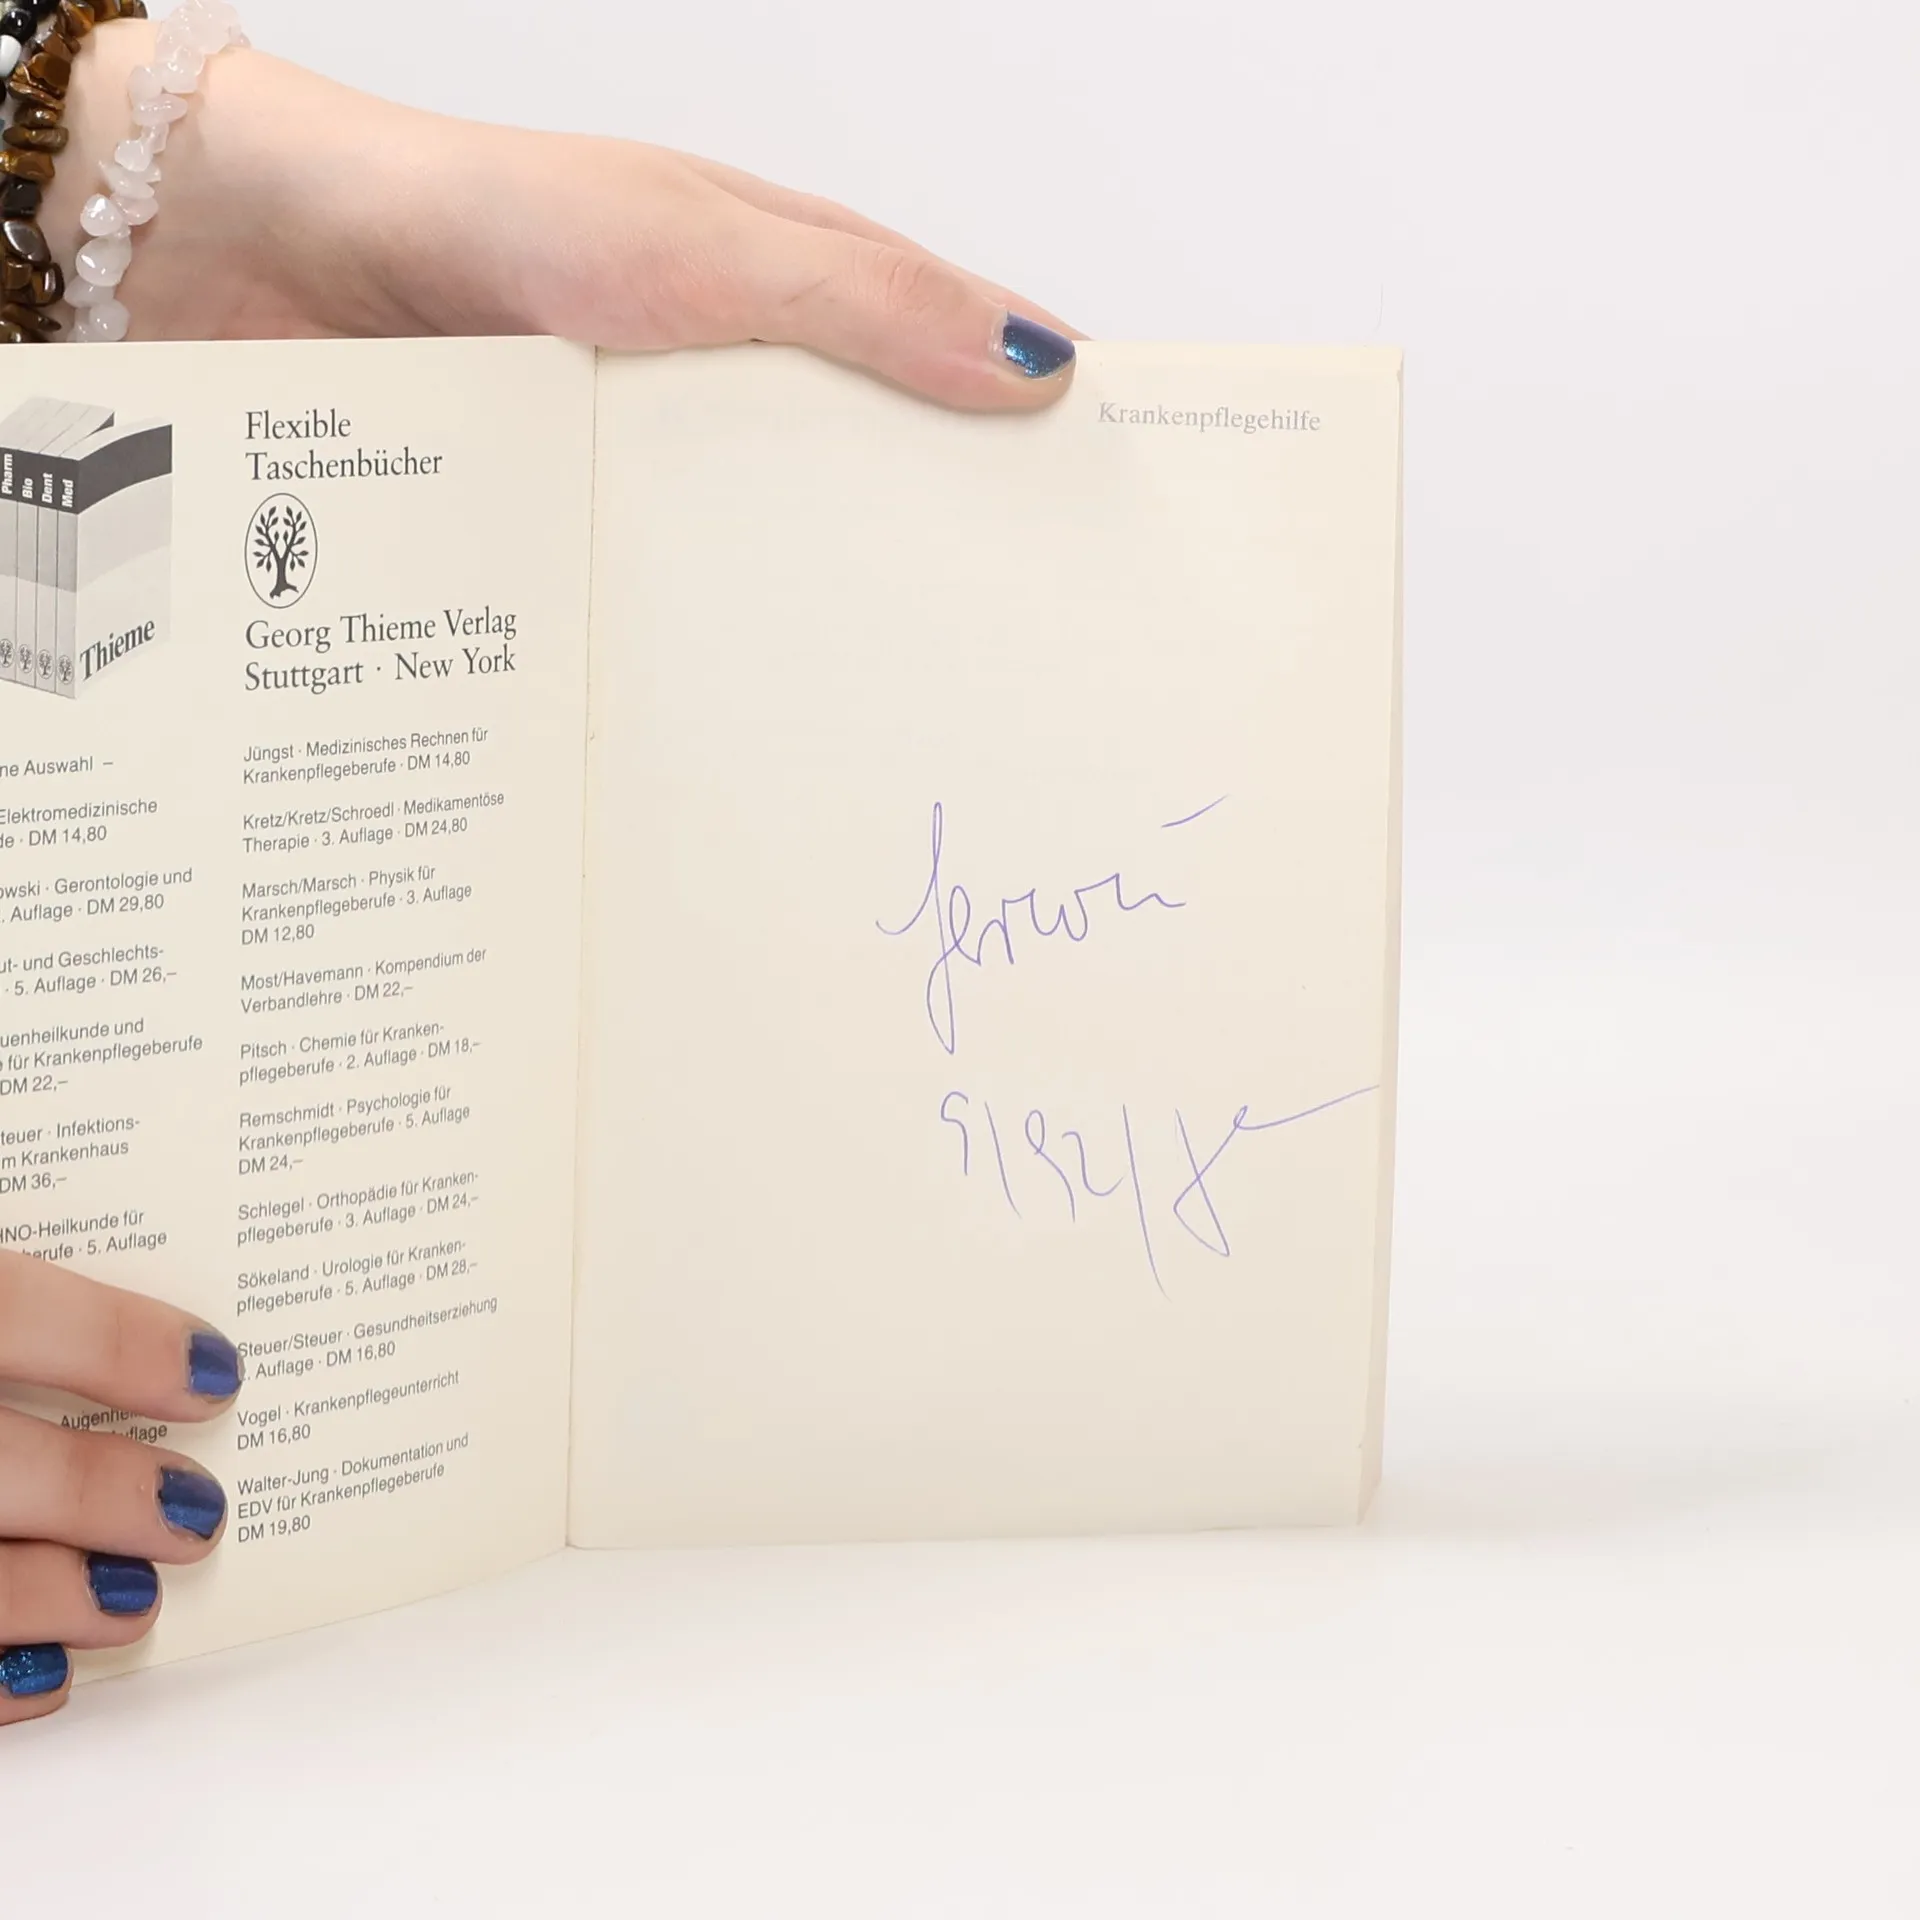 Pharm
Bio
Dent
Med
Thieme
ne Auswahl –
Elektromedizinische
de · DM 14,80
owski · Gerontologie und
. Auflage · DM 29,80
ut- und Geschlechts-
· 5. Auflage · DM 26,–
uenheilkunde und
für Krankenpflegeberufe
DM 22,–
teuer · Infektions-
m Krankenhaus
DM 36,–
HNO-Heilkunde für
erufe · 5. Auflage
Flexible
Taschenbücher
Georg Thieme Verlag
Stuttgart · New York
Jüngst · Medizinisches Rechnen für
Krankenpflegeberufe · DM 14,80
Kretz/Kretz/Schroedl · Medikamentöse
Therapie · 3. Auflage · DM 24,80
Marsch/Marsch · Physik für
Krankenpflegeberufe · 3. Auflage
DM 12,80
Most/Havemann · Kompendium der
Verbandlehre · DM 22,–
Pitsch · Chemie für Kranken-
pflegeberufe · 2. Auflage · DM 18,–
Remschmidt · Psychologie für
Krankenpflegeberufe · 5. Auflage
DM 24,–
Schlegel · Orthopädie für Kranken-
pflegeberufe · 3. Auflage · DM 24,–
Sökeland · Urologie für Kranken-
pflegeberufe · 5. Auflage · DM 28,–
Steuer/Steuer · Gesundheitserziehung
. Auflage · DM 16,80
Vogel · Krankenpflegeunterricht
DM 16,80
Walter-Jung · Dokumentation und
EDV für Krankenpflegeberufe
DM 19,80
Krankenpflegehilfe
9/92/